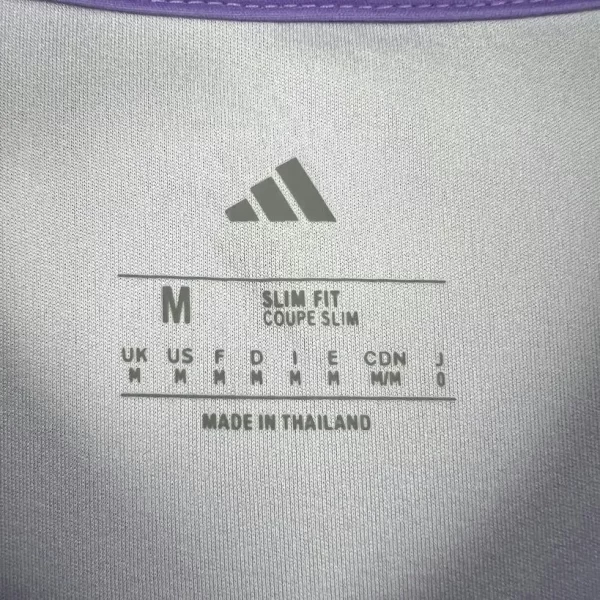 M SLIM FIT
COUPE SLIM
UK US F D I E CDN J
M M M M M M M/M O
MADE IN THAILAND